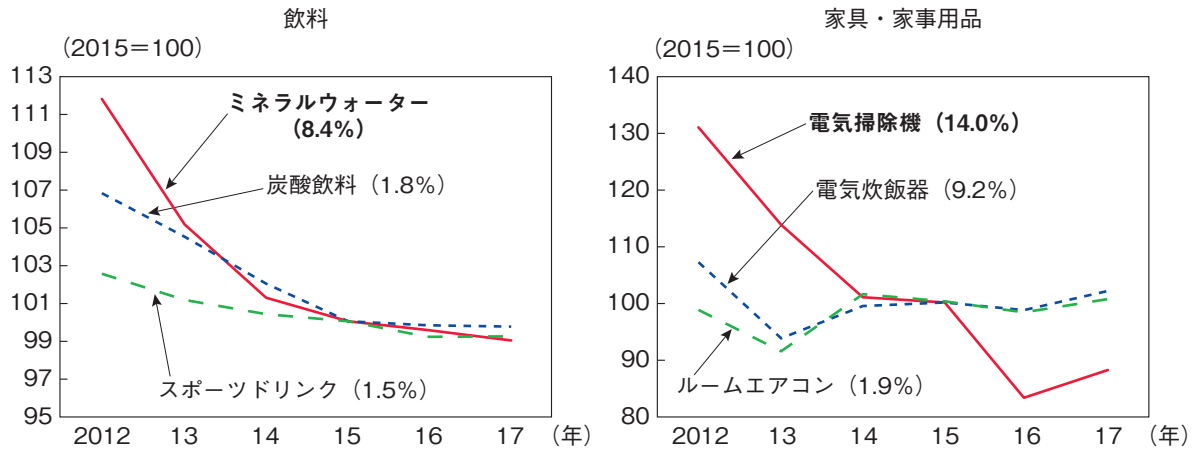 飲料
(2015=100)
113
111
109
107
105
103
101
99
97
95
ミネラルウォーター
(8.4%)
炭酸飲料(1.8%)
スポーツドリンク(1.5%)
2012 13 14 15 16 17 (年)
家具・家事用品
(2015=100)
140
130
120
110
100
90
80
電気掃除機(14.0%)
電気炊飯器(9.2%)
ルームエアコン(1.9%)
2012 13 14 15 16 17 (年)